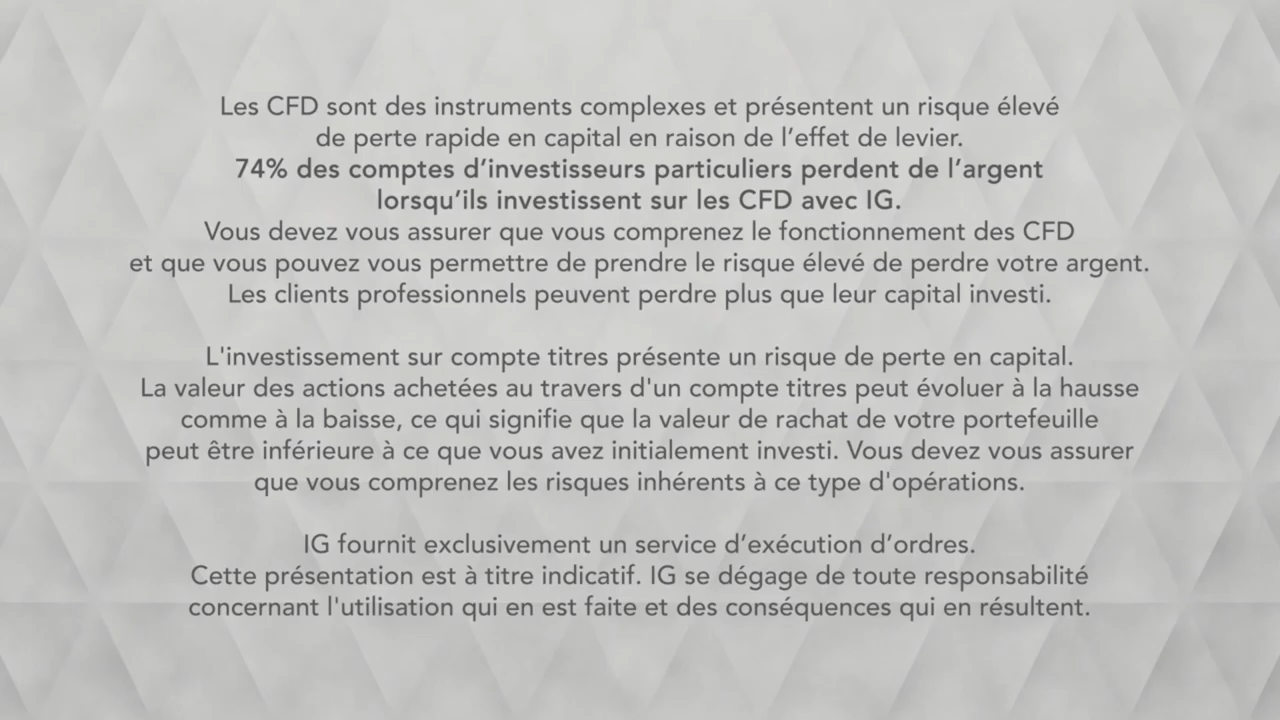 Les CFD sont des instruments complexes et présentent un risque élevé
de perte rapide en capital en raison de l’effet de levier.
74% des comptes d’investisseurs particuliers perdent de l’argent
lorsqu’ils investissent sur les CFD avec IG.
Vous devez vous assurer que vous comprenez le fonctionnement des CFD
et que vous pouvez vous permettre de prendre le risque élevé de perdre votre argent.
Les clients professionnels peuvent perdre plus que leur capital investi.
L'investissement sur compte titres présente un risque de perte en capital.
La valeur des actions achetées au travers d'un compte titres peut évoluer à la hausse
comme à la baisse, ce qui signifie que la valeur de rachat de votre portefeuille
peut être inférieure à ce que vous avez initialement investi. Vous devez vous assurer
que vous comprenez les risques inhérents à ce type d'opérations.
IG fournit exclusivement un service d’exécution d’ordres.
Cette présentation est à titre indicatif. IG se dégage de toute responsabilité
concernant l'utilisation qui en est faite et des conséquences qui en résultent.